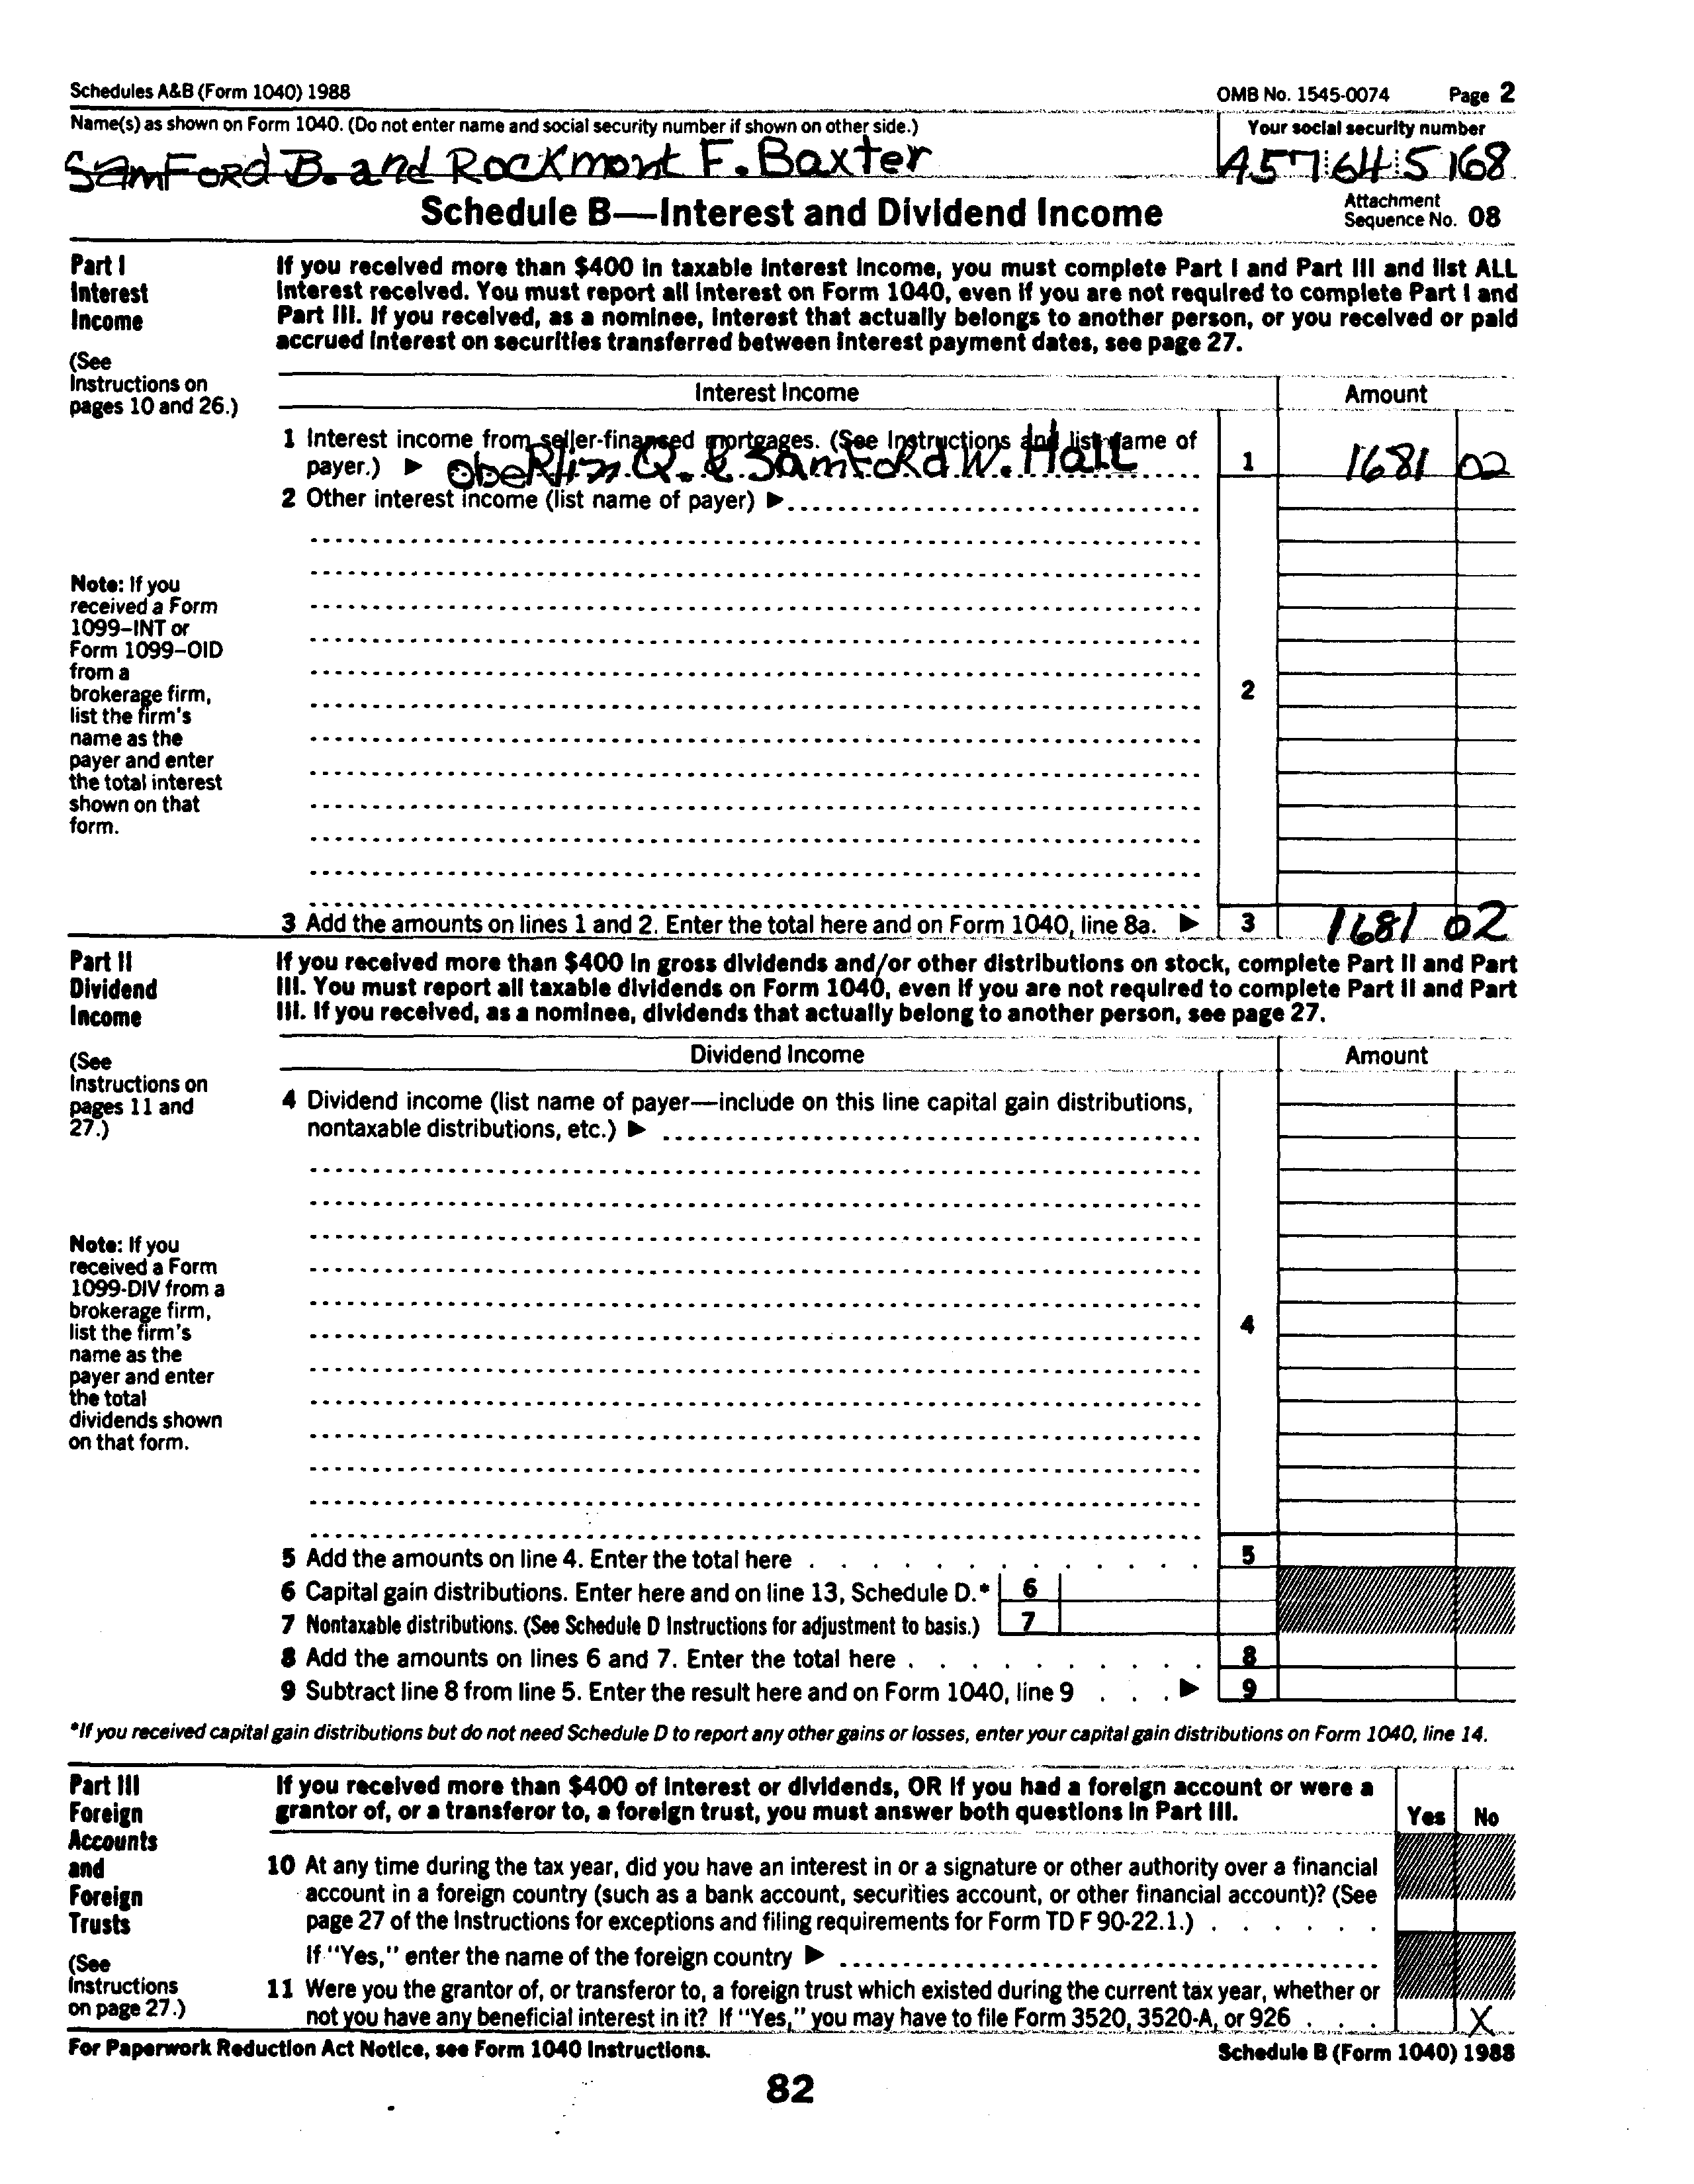 Schedules A&B (Form 1040) 1988 OMB No. 1545-0074 Page 2
Name(s) as shown on Form 1040. (Do not enter name and social security number if shown on other side.) Your social security number
SamFord B. and Rockmont F. Baxter A57 64 5168
Schedule B—Interest and Dividend Income
Attachment
Sequence No. 08
Part I
Interest
Income
(See
Instructions on
pages 10 and 26.)
If you received more than $400 in taxable interest income, you must complete Part I and Part III and list ALL
interest received. You must report all interest on Form 1040, even if you are not required to complete Part I and
Part III. If you received, as a nominee, interest that actually belongs to another person, or you received or paid
accrued interest on securities transferred between interest payment dates, see page 27.
Interest Income Amount
1 Interest income from seller-financed mortgages. (See Instructions and list name of
payer.) ▶ Oberlin Q. & Samford W. Hall 1 1681 02
2 Other interest income (list name of payer) ▶
Note: If you
received a Form
1099–INT or
Form 1099–OID
from a
brokerage firm,
list the firm's
name as the
payer and enter
the total interest
shown on that
form.
2
3 Add the amounts on lines 1 and 2. Enter the total here and on Form 1040, line 8a. ▶ 3 1681 02
Part II
Dividend
Income
(See
Instructions on
pages 11 and
27.)
If you received more than $400 in gross dividends and/or other distributions on stock, complete Part II and Part
III. You must report all taxable dividends on Form 1040, even if you are not required to complete Part II and Part
III. If you received, as a nominee, dividends that actually belong to another person, see page 27.
Dividend Income Amount
4 Dividend income (list name of payer—include on this line capital gain distributions,
nontaxable distributions, etc.) ▶
Note: If you
received a Form
1099-DIV from a
brokerage firm,
list the firm's
name as the
payer and enter
the total
dividends shown
on that form.
4
5 Add the amounts on line 4. Enter the total here . . . . . . . . . . . . . 5
6 Capital gain distributions. Enter here and on line 13, Schedule D.* 6
7 Nontaxable distributions. (See Schedule D Instructions for adjustment to basis.) 7
8 Add the amounts on lines 6 and 7. Enter the total here . . . . . . . . . . 8
9 Subtract line 8 from line 5. Enter the result here and on Form 1040, line 9 . . . ▶ 9
*If you received capital gain distributions but do not need Schedule D to report any other gains or losses, enter your capital gain distributions on Form 1040, line 14.
Part III
Foreign
Accounts
and
Foreign
Trusts
(See
Instructions
on page 27.)
If you received more than $400 of interest or dividends, OR if you had a foreign account or were a
grantor of, or a transferor to, a foreign trust, you must answer both questions in Part III. Yes No
10 At any time during the tax year, did you have an interest in or a signature or other authority over a financial
account in a foreign country (such as a bank account, securities account, or other financial account)? (See
page 27 of the Instructions for exceptions and filing requirements for Form TD F 90-22.1.) . . . . . .
If "Yes," enter the name of the foreign country ▶
11 Were you the grantor of, or transferor to, a foreign trust which existed during the current tax year, whether or
not you have any beneficial interest in it? If "Yes," you may have to file Form 3520, 3520-A, or 926 . . . X
For Paperwork Reduction Act Notice, see Form 1040 Instructions. Schedule B (Form 1040) 1988
82